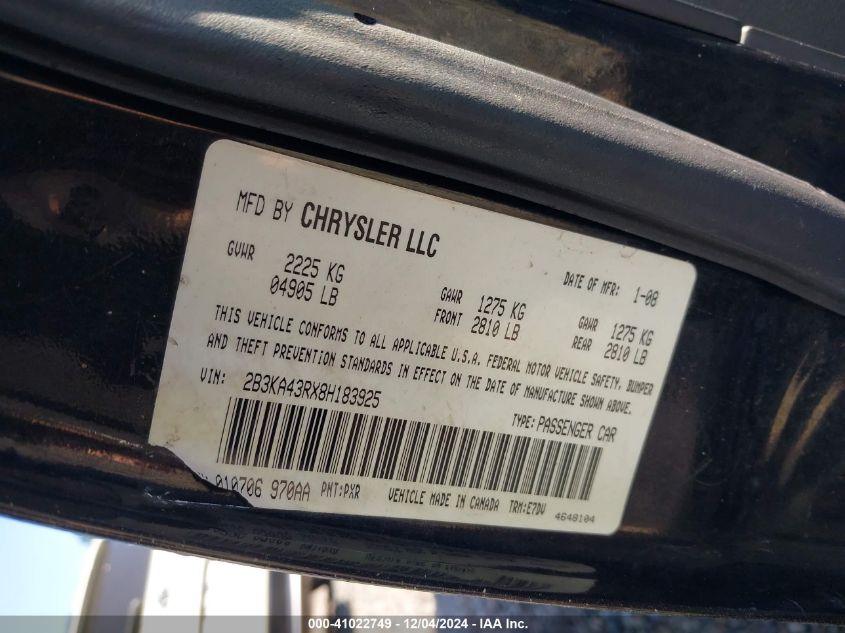 MFD BY CHRYSLER LLC
DATE OF MFR: 1-08
GVWR 2225 KG
04905 LB
GAWR FRONT 1275 KG
2810 LB
GAWR REAR 1275 KG
2810 LB
THIS VEHICLE CONFORMS TO ALL APPLICABLE U.S.A. FEDERAL MOTOR VEHICLE SAFETY, BUMPER
AND THEFT PREVENTION STANDARDS IN EFFECT ON THE DATE OF MANUFACTURE SHOWN ABOVE.
VIN: 2B3KA43RX8H183925
TYPE: PASSENGER CAR
010706 970AA PNT:PXR VEHICLE MADE IN CANADA TRM:E7DV
4648104
000-41022749 - 12/04/2024 - IAA Inc.